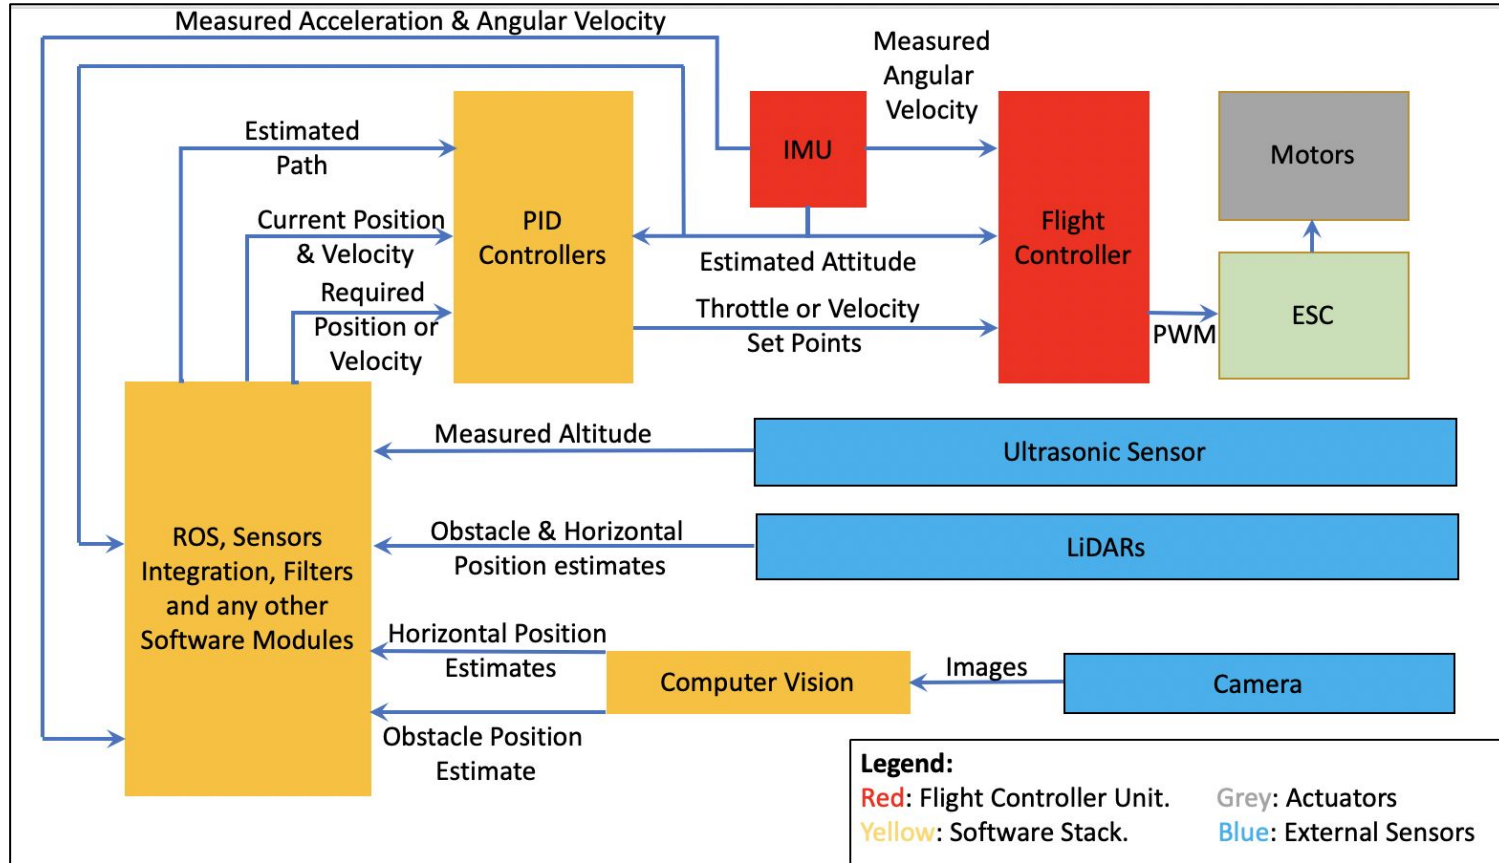 Measured Acceleration & Angular Velocity
Measured
Angular
Velocity
Estimated
Path
IMU
Motors
Current Position
& Velocity
PID
Controllers
Flight
Controller
Estimated Attitude
Required
Position or
Velocity
Throttle or Velocity
Set Points
PWM
ESC
Measured Altitude
Ultrasonic Sensor
ROS, Sensors
Integration, Filters
and any other
Software Modules
Obstacle & Horizontal
Position estimates
LiDARs
Horizontal Position
Estimates
Computer Vision
Images
Camera
Obstacle Position
Estimate
Legend:
Red: Flight Controller Unit.
Grey: Actuators
Yellow: Software Stack.
Blue: External Sensors